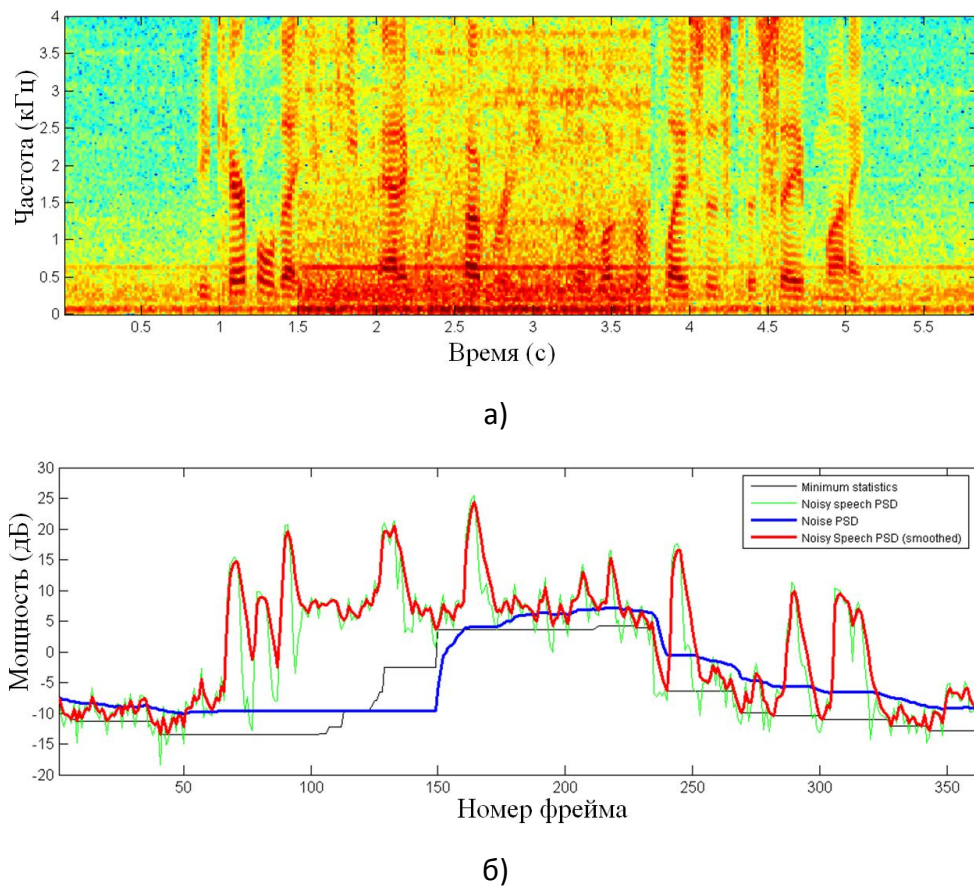 4
3.5
3
2.5
2
1.5
1
0.5
0
Частота (кГц)
0.5 1 1.5 2 2.5 3 3.5 4 4.5 5 5.5
Время (с)
а)
30
25
20
15
10
5
0
-5
-10
-15
-20
Мощность (дБ)
Minimum statistics
Noisy speech PSD
Noise PSD
Noisy Speech PSD (smoothed)
50 100 150 200 250 300 350
Номер фрейма
б)